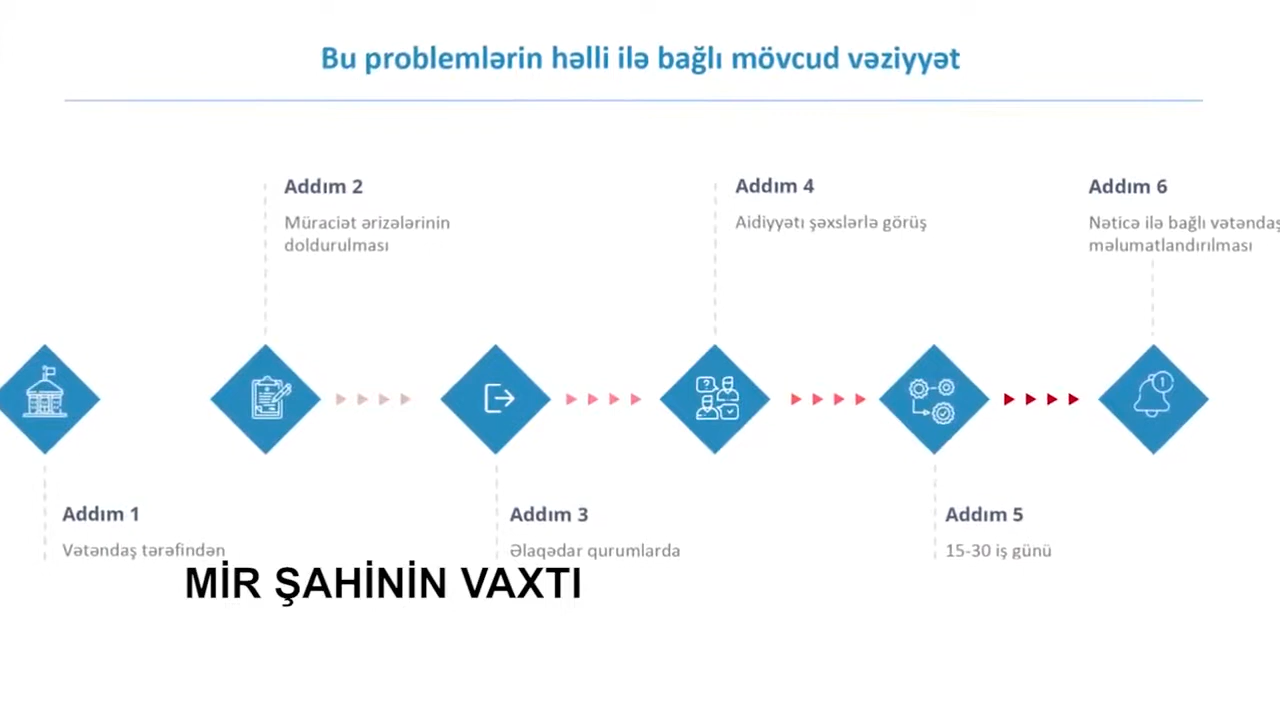 Bu problemlərin həlli ilə bağlı mövcud vəziyyət
Addım 1
Vətəndaş tərəfindən
Addım 2
Müraciət ərizələrinin
doldurulması
Addım 3
Əlaqədar qurumlarda
Addım 4
Aidiyyətı şəxslərlə görüş
Addım 5
15-30 iş günü
Addım 6
Nəticə ilə bağlı vətəndaş
məlumatlandırılması
MİR ŞAHİNİN VAXTI